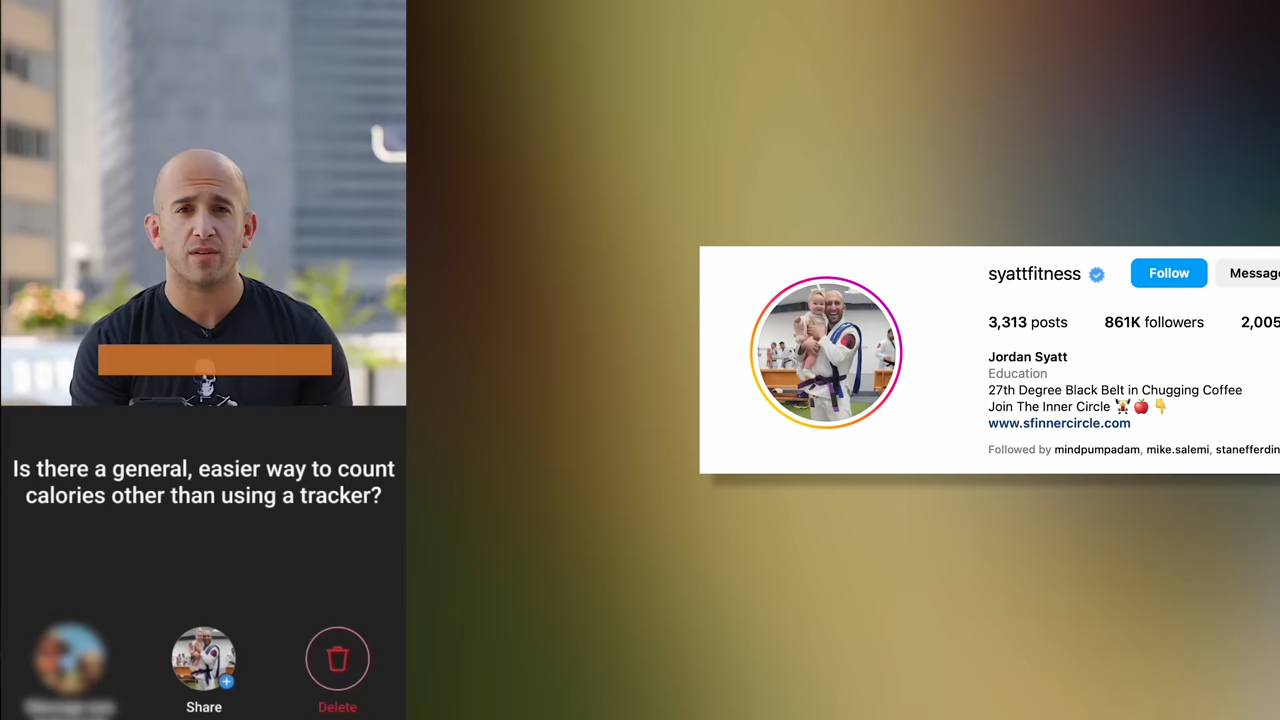 Is there a general, easier way to count
calories other than using a tracker?
Share
Delete
syattfitness
Follow
Message
3,313 posts
861K followers
2,005
Jordan Syatt
Education
27th Degree Black Belt in Chugging Coffee
Join The Inner Circle 🏋🍎👇
www.sfinnercircle.com
Followed by mindpumpadam, mike.salemi, stanefferdin